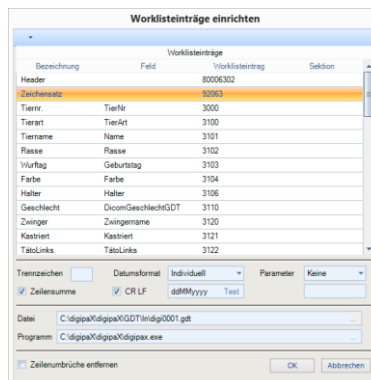 Worklisteinträge einrichten
Worklisteinträge
Bezeichnung Feld Worklisteintrag Sektion
Header 80006302
Zeichensatz 92063
Tiernr. TierNr 3000
Tierart TierArt 3100
Tiername Name 3101
Rasse Rasse 3102
Wurftag Geburtstag 3103
Farbe Farbe 3104
Halter Halter 3106
Geschlecht DicomGeschlechtGDT 3110
Zwinger Zwingername 3120
Kastriert Kastriert 3121
TätoLinks TätoLinks 3122
Trennzeichen Datumsformat Individuell Parameter Keine
Zeilensumme CR LF ddMMyyyy Test
Datei C:\digipaX\digipaX\GDT\In\digi0001.gdt ...
Programm C:\digipaX\digipaX\digipax.exe ...
Zeilenumbrüche entfernen OK Abbrechen